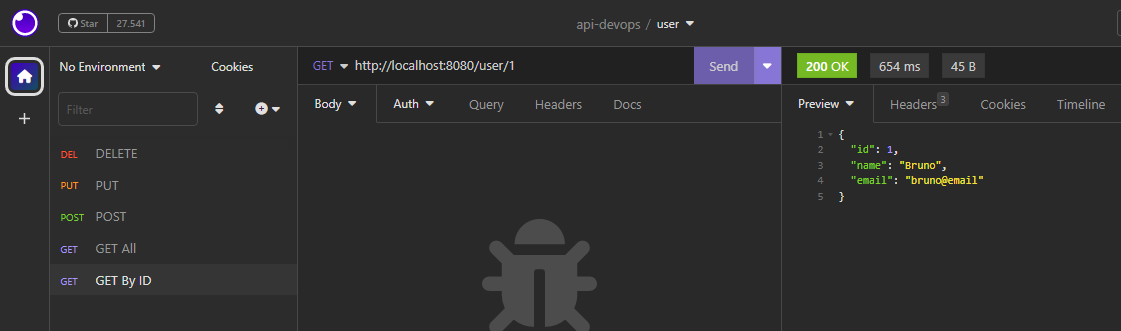 Star 27.541
api-devops / user
No Environment Cookies
GET http://localhost:8080/user/1 Send
200 OK 654 ms 45 B
Filter
Body Auth Query Headers Docs
Preview Headers 3 Cookies Timeline
DEL DELETE
PUT PUT
POST POST
GET GET All
GET GET By ID
1 {
2 "id": 1,
3 "name": "Bruno",
4 "email": "bruno@email"
5 }